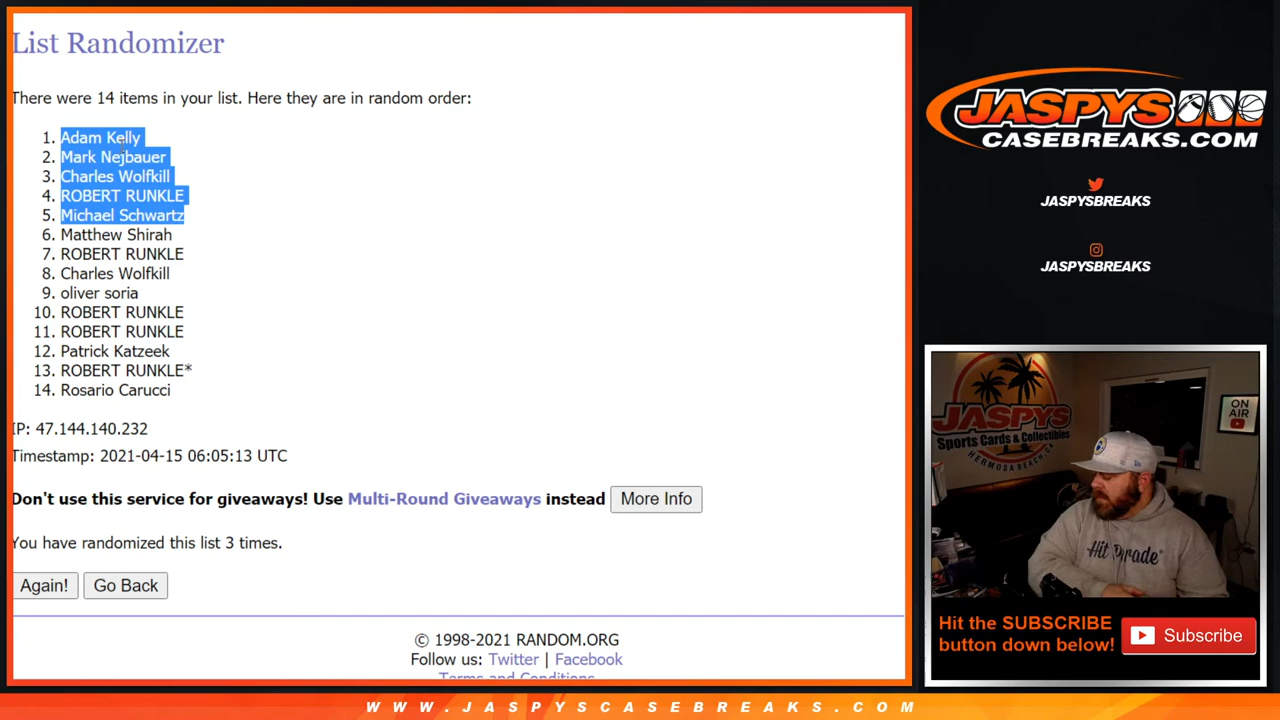 List Randomizer
There were 14 items in your list. Here they are in random order:
1. Adam Kelly
2. Mark Nejbauer
3. Charles Wolfkill
4. ROBERT RUNKLE
5. Michael Schwartz
6. Matthew Shirah
7. ROBERT RUNKLE
8. Charles Wolfkill
9. oliver soria
10. ROBERT RUNKLE
11. ROBERT RUNKLE
12. Patrick Katzeek
13. ROBERT RUNKLE*
14. Rosario Carucci
IP: 47.144.140.232
Timestamp: 2021-04-15 06:05:13 UTC
Don't use this service for giveaways! Use Multi-Round Giveaways instead More Info
You have randomized this list 3 times.
Again! Go Back
© 1998-2021 RANDOM.ORG
Follow us: Twitter | Facebook
Terms and Conditions
JASPYS
CASEBREAKS.COM
JASPYSBREAKS
JASPYSBREAKS
JASPYS
Sports Cards & Collectibles
HERMOSA BEACH, CA
ON
AIR
Hit Parade
Hit the SUBSCRIBE
button down below!
Subscribe
WWW.JASPYSCASEBREAKS.COM